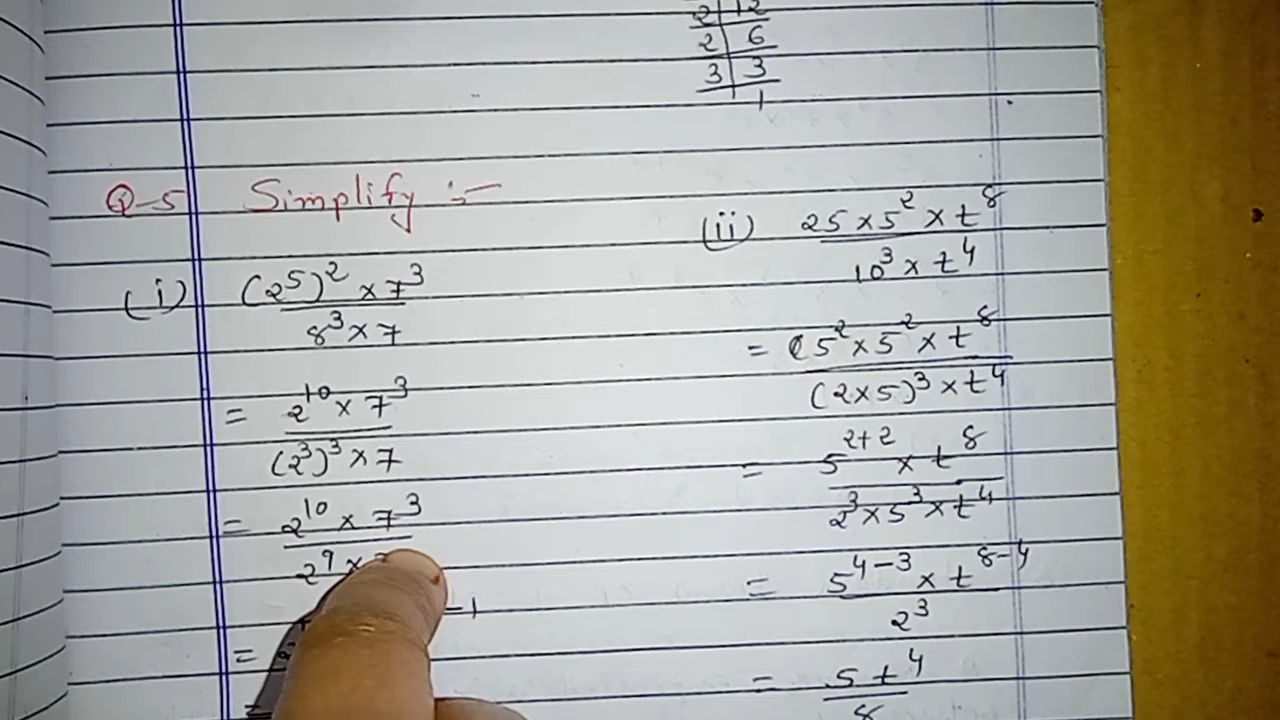 2 | 12
2 | 6
3 | 3
1
Q-5 Simplify :-
(i) (2⁵)² × 7³
8³ × 7
= 2¹⁰ × 7³
(2³)³ × 7
= 2¹⁰ × 7³
2⁹ ×
- 1
=
=
(ii) 25 × 5² × t⁸
10³ × t⁴
= 5² × 5² × t⁸
(2 × 5)³ × t⁴
= 5²⁺² × t⁸
2³ × 5³ × t⁴
= 5⁴⁻³ × t⁸⁻⁴
2³
= 5 t⁴
8